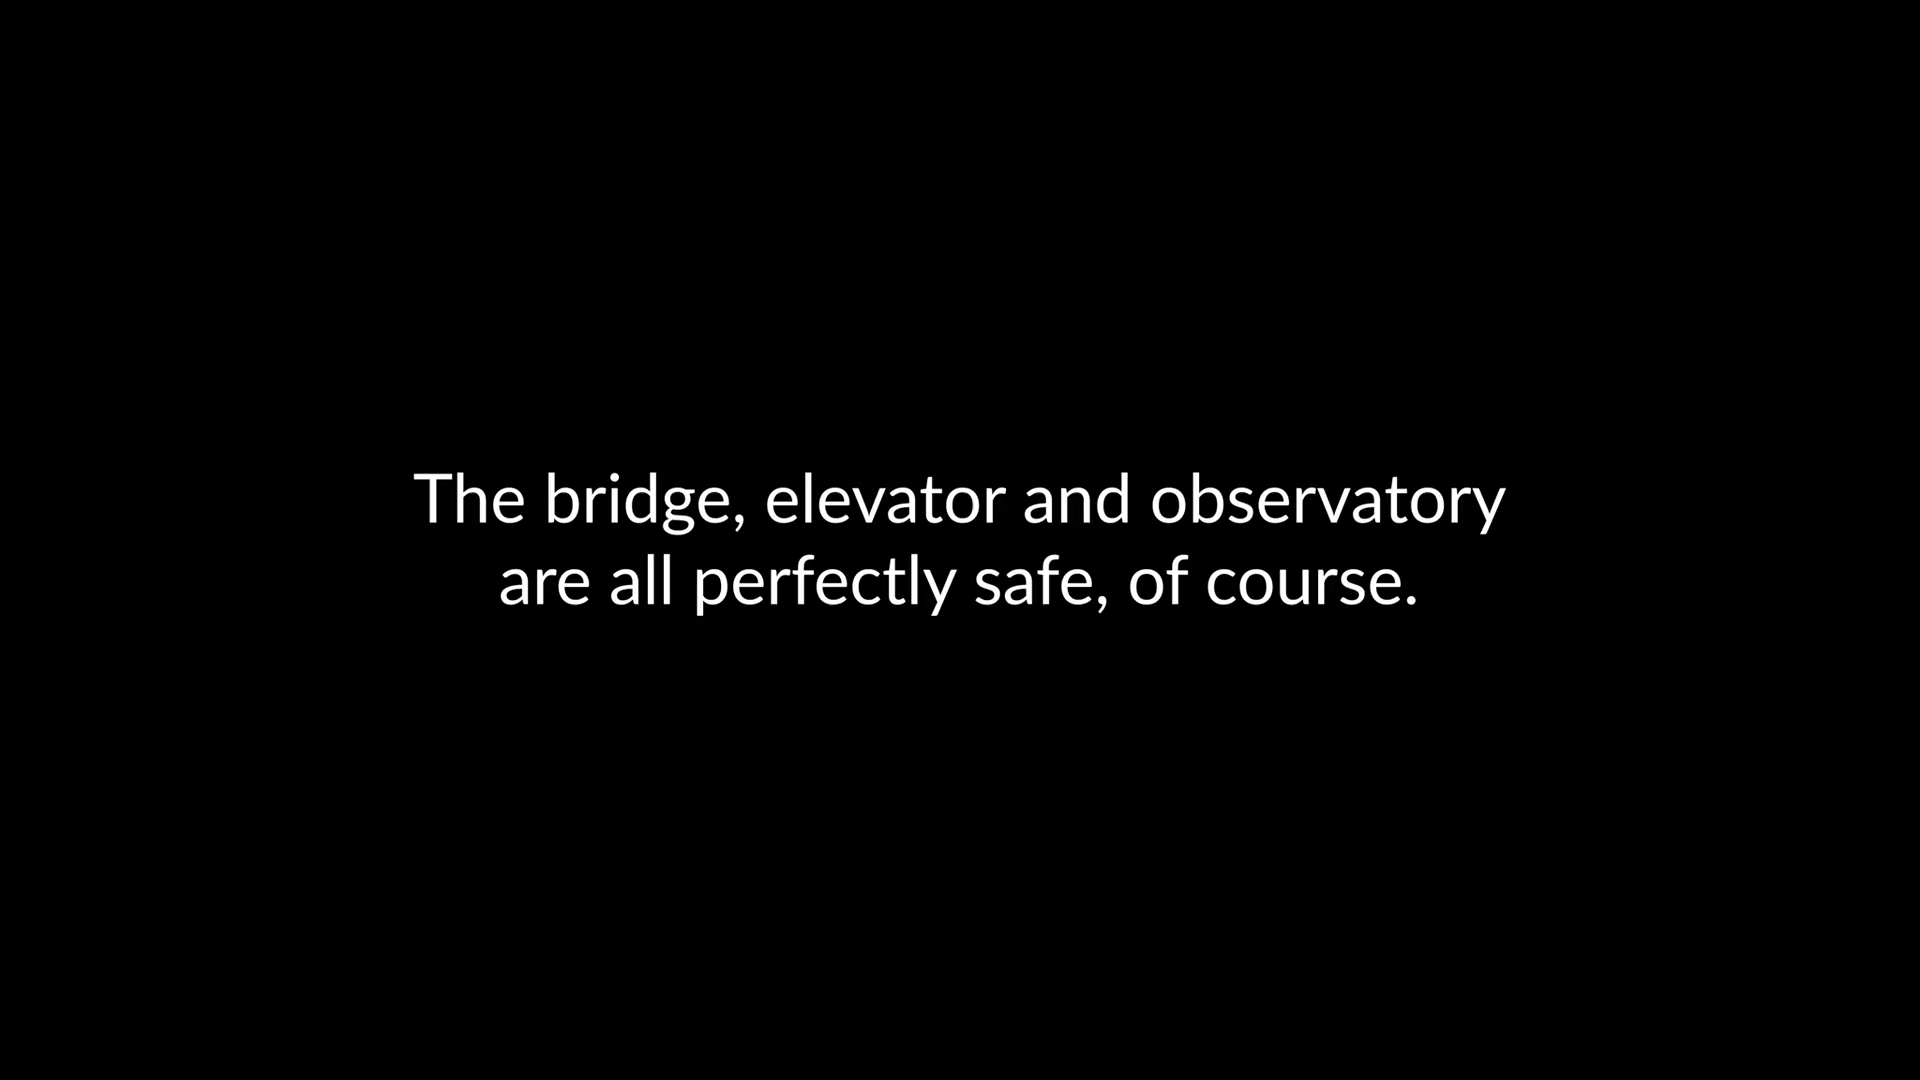 The bridge, elevator and observatory
are all perfectly safe, of course.